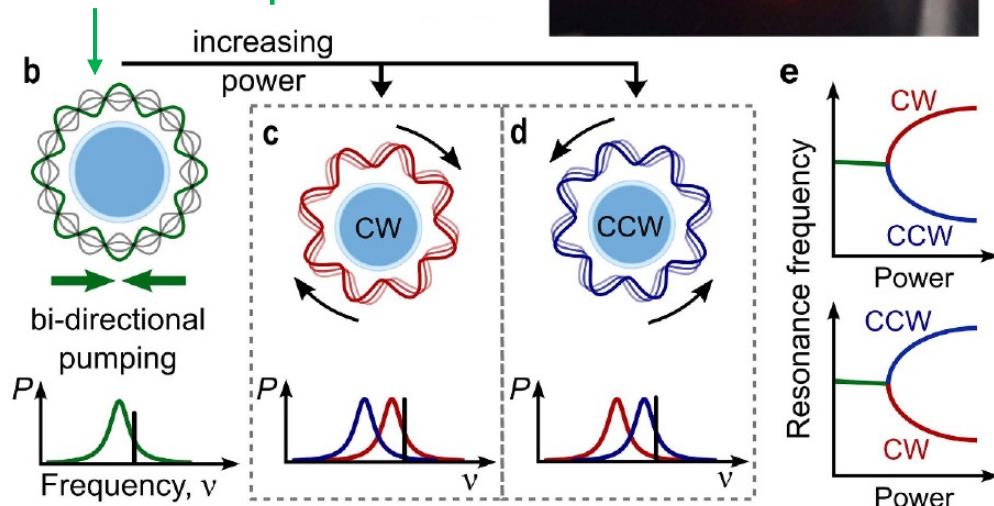 increasing
power
b
bi-directional
pumping
P
Frequency, ν
c
CW
P
ν
d
CCW
P
ν
e
Resonance frequency
CW
CCW
Power
CCW
CW
Power